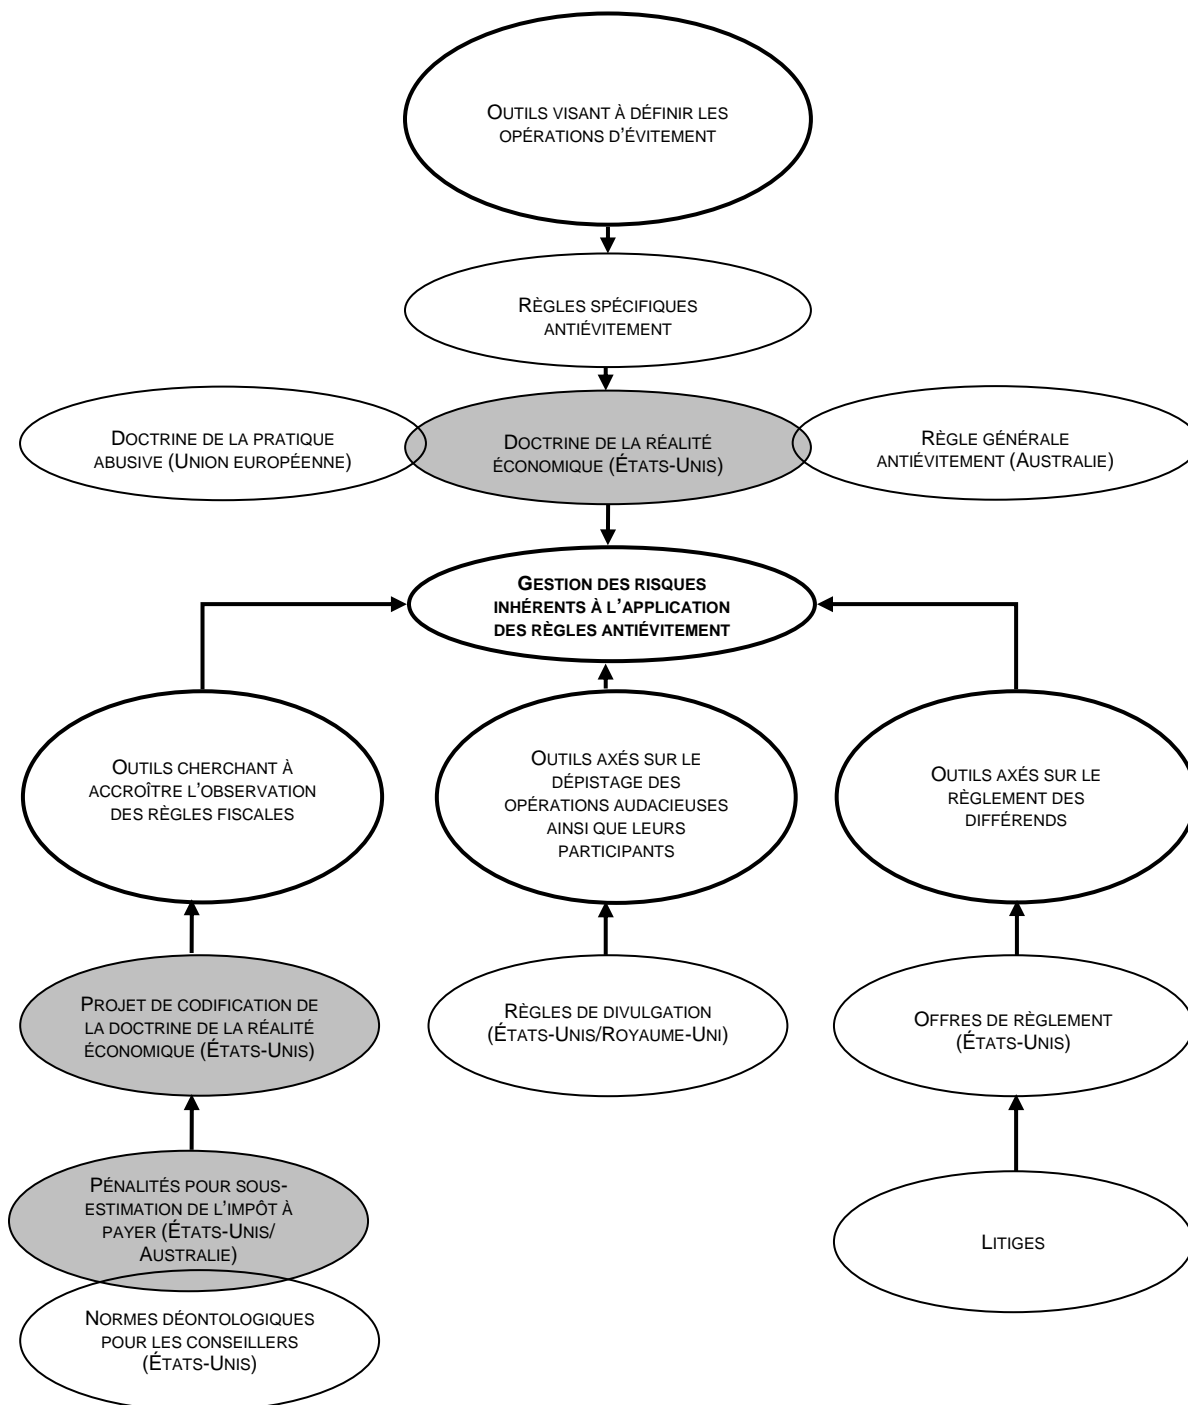 OUTILS VISANT À DÉFINIR LES
OPÉRATIONS D'ÉVITEMENT
RÈGLES SPÉCIFIQUES
ANTIÉVITEMENT
DOCTRINE DE LA PRATIQUE
ABUSIVE (UNION EUROPÉENNE)
DOCTRINE DE LA RÉALITÉ
ÉCONOMIQUE (ÉTATS-UNIS)
RÈGLE GÉNÉRALE
ANTIÉVITEMENT (AUSTRALIE)
GESTION DES RISQUES
INHÉRENTS À L'APPLICATION
DES RÈGLES ANTIÉVITEMENT
OUTILS CHERCHANT À
ACCROÎTRE L'OBSERVATION
DES RÈGLES FISCALES
OUTILS AXÉS SUR LE
DÉPISTAGE DES
OPÉRATIONS AUDACIEUSES
AINSI QUE LEURS
PARTICIPANTS
OUTILS AXÉS SUR LE
RÈGLEMENT DES
DIFFÉRENDS
PROJET DE CODIFICATION DE
LA DOCTRINE DE LA RÉALITÉ
ÉCONOMIQUE (ÉTATS-UNIS)
RÈGLES DE DIVULGATION
(ÉTATS-UNIS/ROYAUME-UNI)
OFFRES DE RÈGLEMENT
(ÉTATS-UNIS)
PÉNALITÉS POUR SOUS-
ESTIMATION DE L'IMPÔT À
PAYER (ÉTATS-UNIS/
AUSTRALIE)
LITIGES
NORMES DÉONTOLOGIQUES
POUR LES CONSEILLERS
(ÉTATS-UNIS)